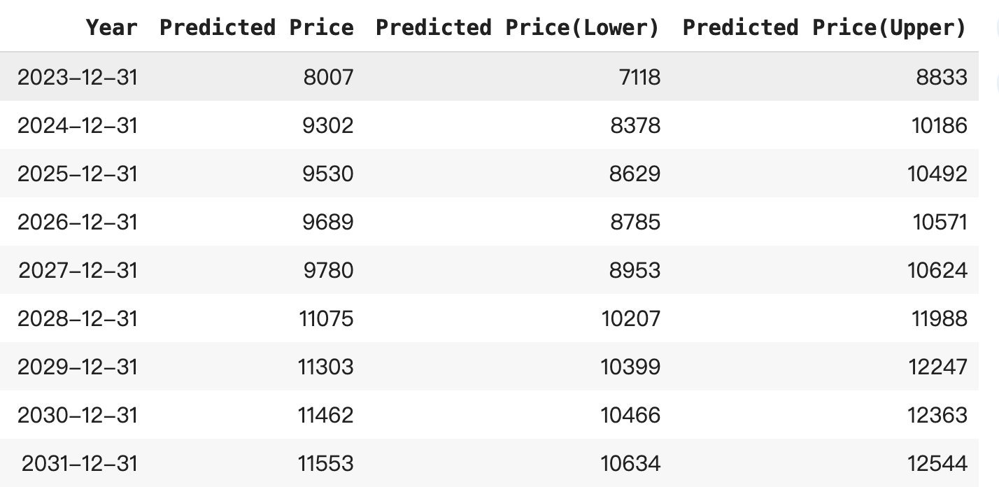 Year Predicted Price Predicted Price(Lower) Predicted Price(Upper)
2023–12–31 8007 7118 8833
2024–12–31 9302 8378 10186
2025–12–31 9530 8629 10492
2026–12–31 9689 8785 10571
2027–12–31 9780 8953 10624
2028–12–31 11075 10207 11988
2029–12–31 11303 10399 12247
2030–12–31 11462 10466 12363
2031–12–31 11553 10634 12544